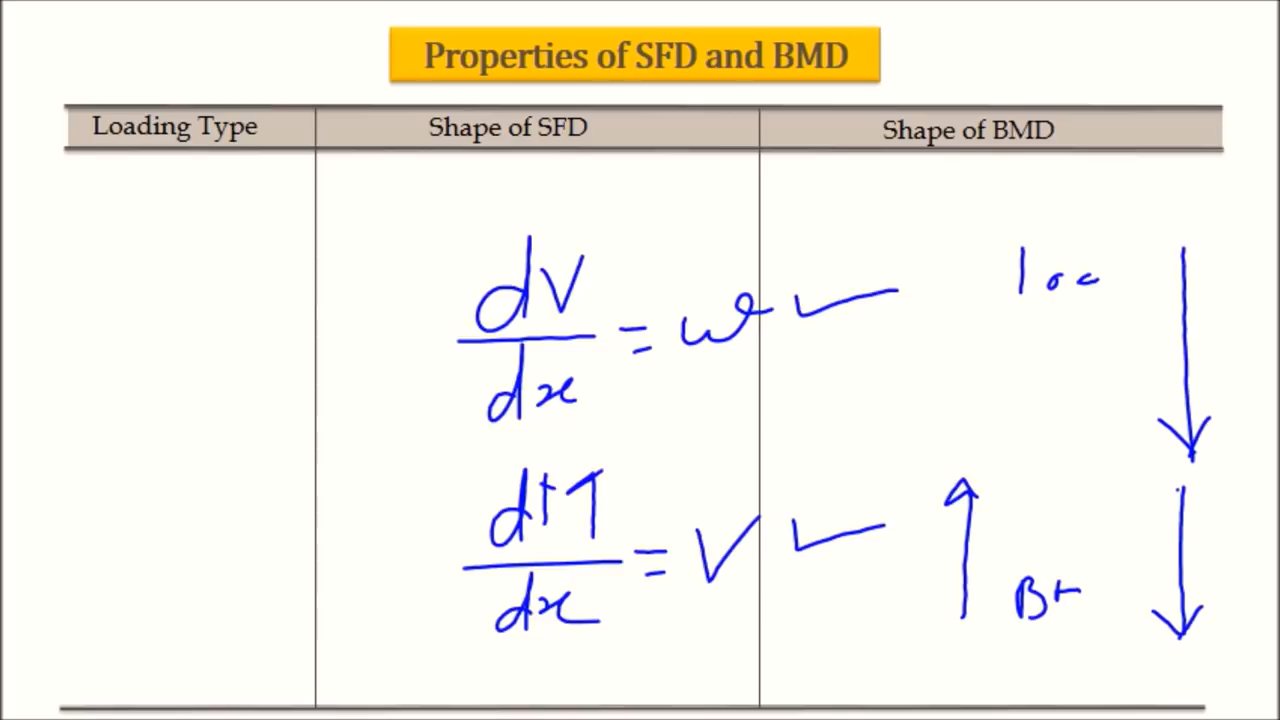 Properties of SFD and BMD
Loading Type Shape of SFD Shape of BMD
dV/dx = w
dM/dx = V